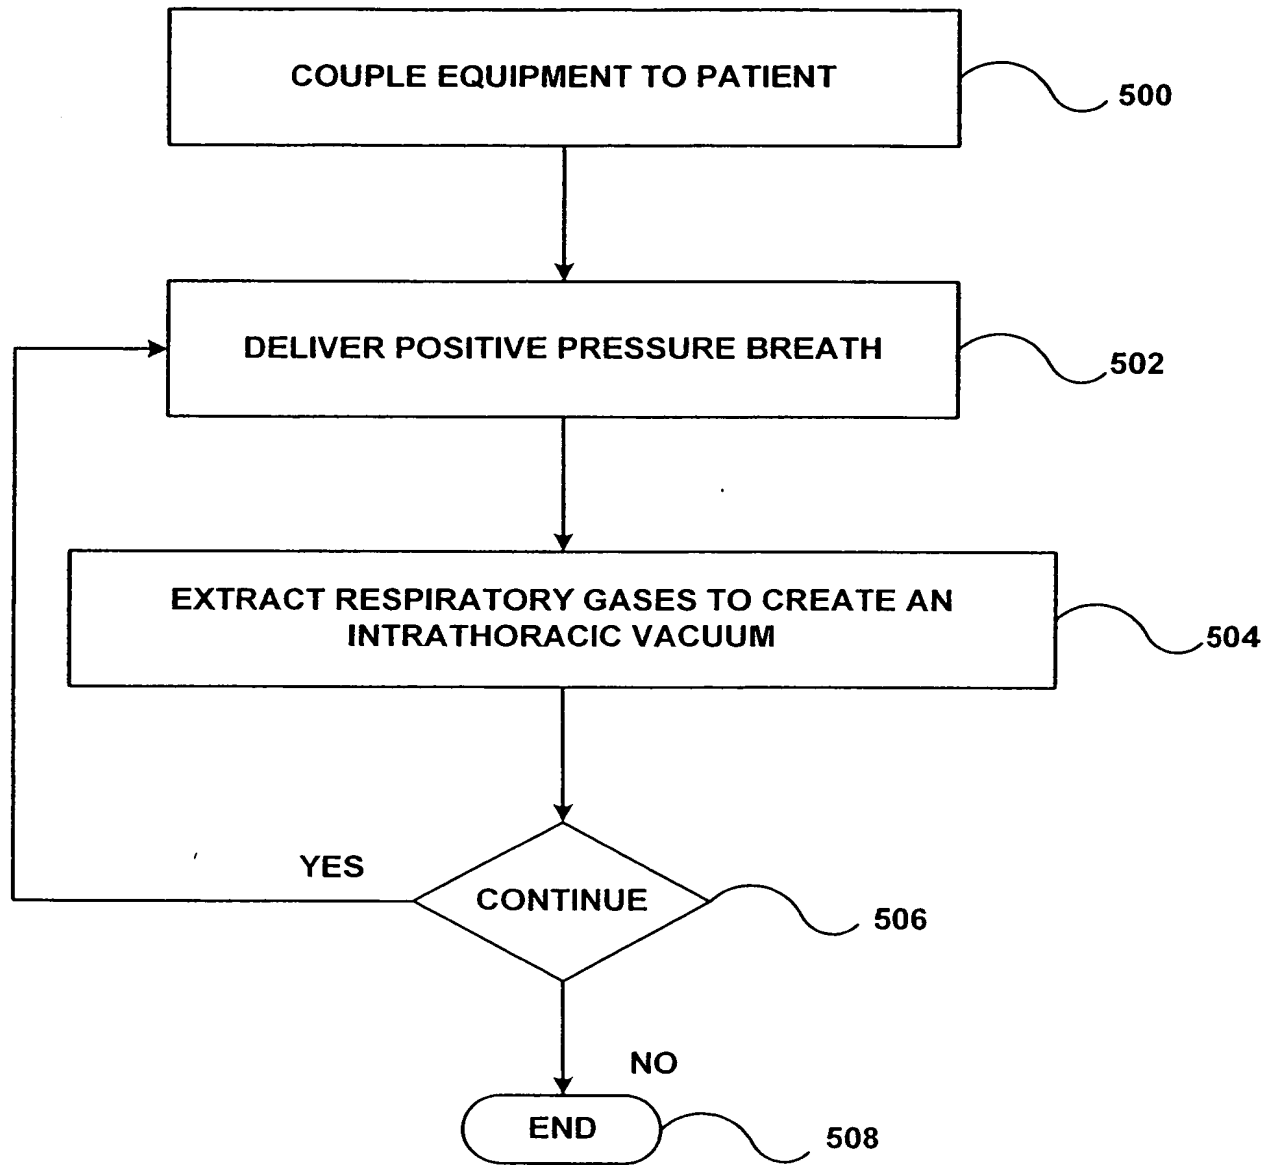 COUPLE EQUIPMENT TO PATIENT
500
DELIVER POSITIVE PRESSURE BREATH
502
EXTRACT RESPIRATORY GASES TO CREATE AN
INTRATHORACIC VACUUM
504
YES
CONTINUE
506
NO
END
508